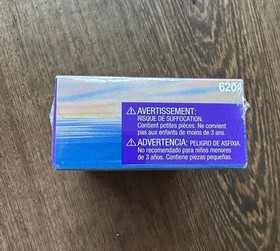 620
⚠ AVERTISSEMENT:
RISQUE DE SUFFOCATION.
Contient petites pièces. Ne convient
pas aux enfants de moins de 3 ans.
⚠ ADVERTENCIA: PELIGRO DE ASFIXIA.
No recomendado para niños menores
de 3 años. Contiene piezas pequeñas.